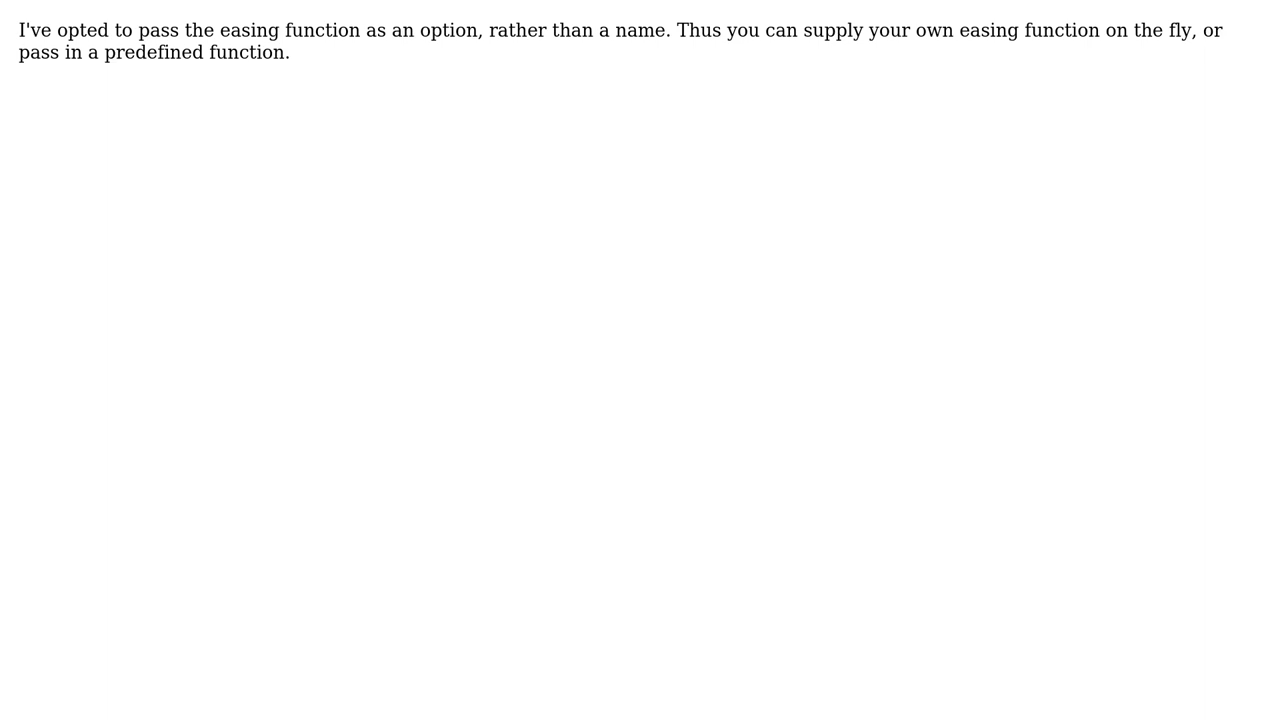 I've opted to pass the easing function as an option, rather than a name. Thus you can supply your own easing function on the fly, or
pass in a predefined function.